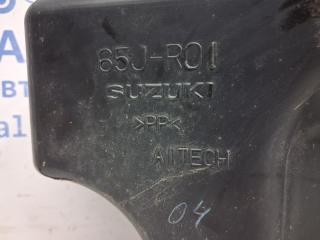 65J-R01
SUZUKI
>PP<
AITECH
04